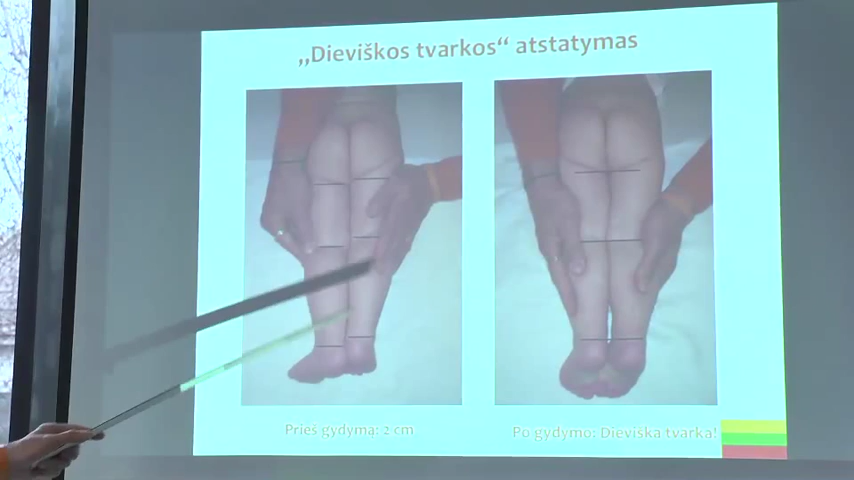 „Dieviškos tvarkos“ atstatymas
Prieš gydymą: 2 cm
Po gydymo: Dieviška tvarka!